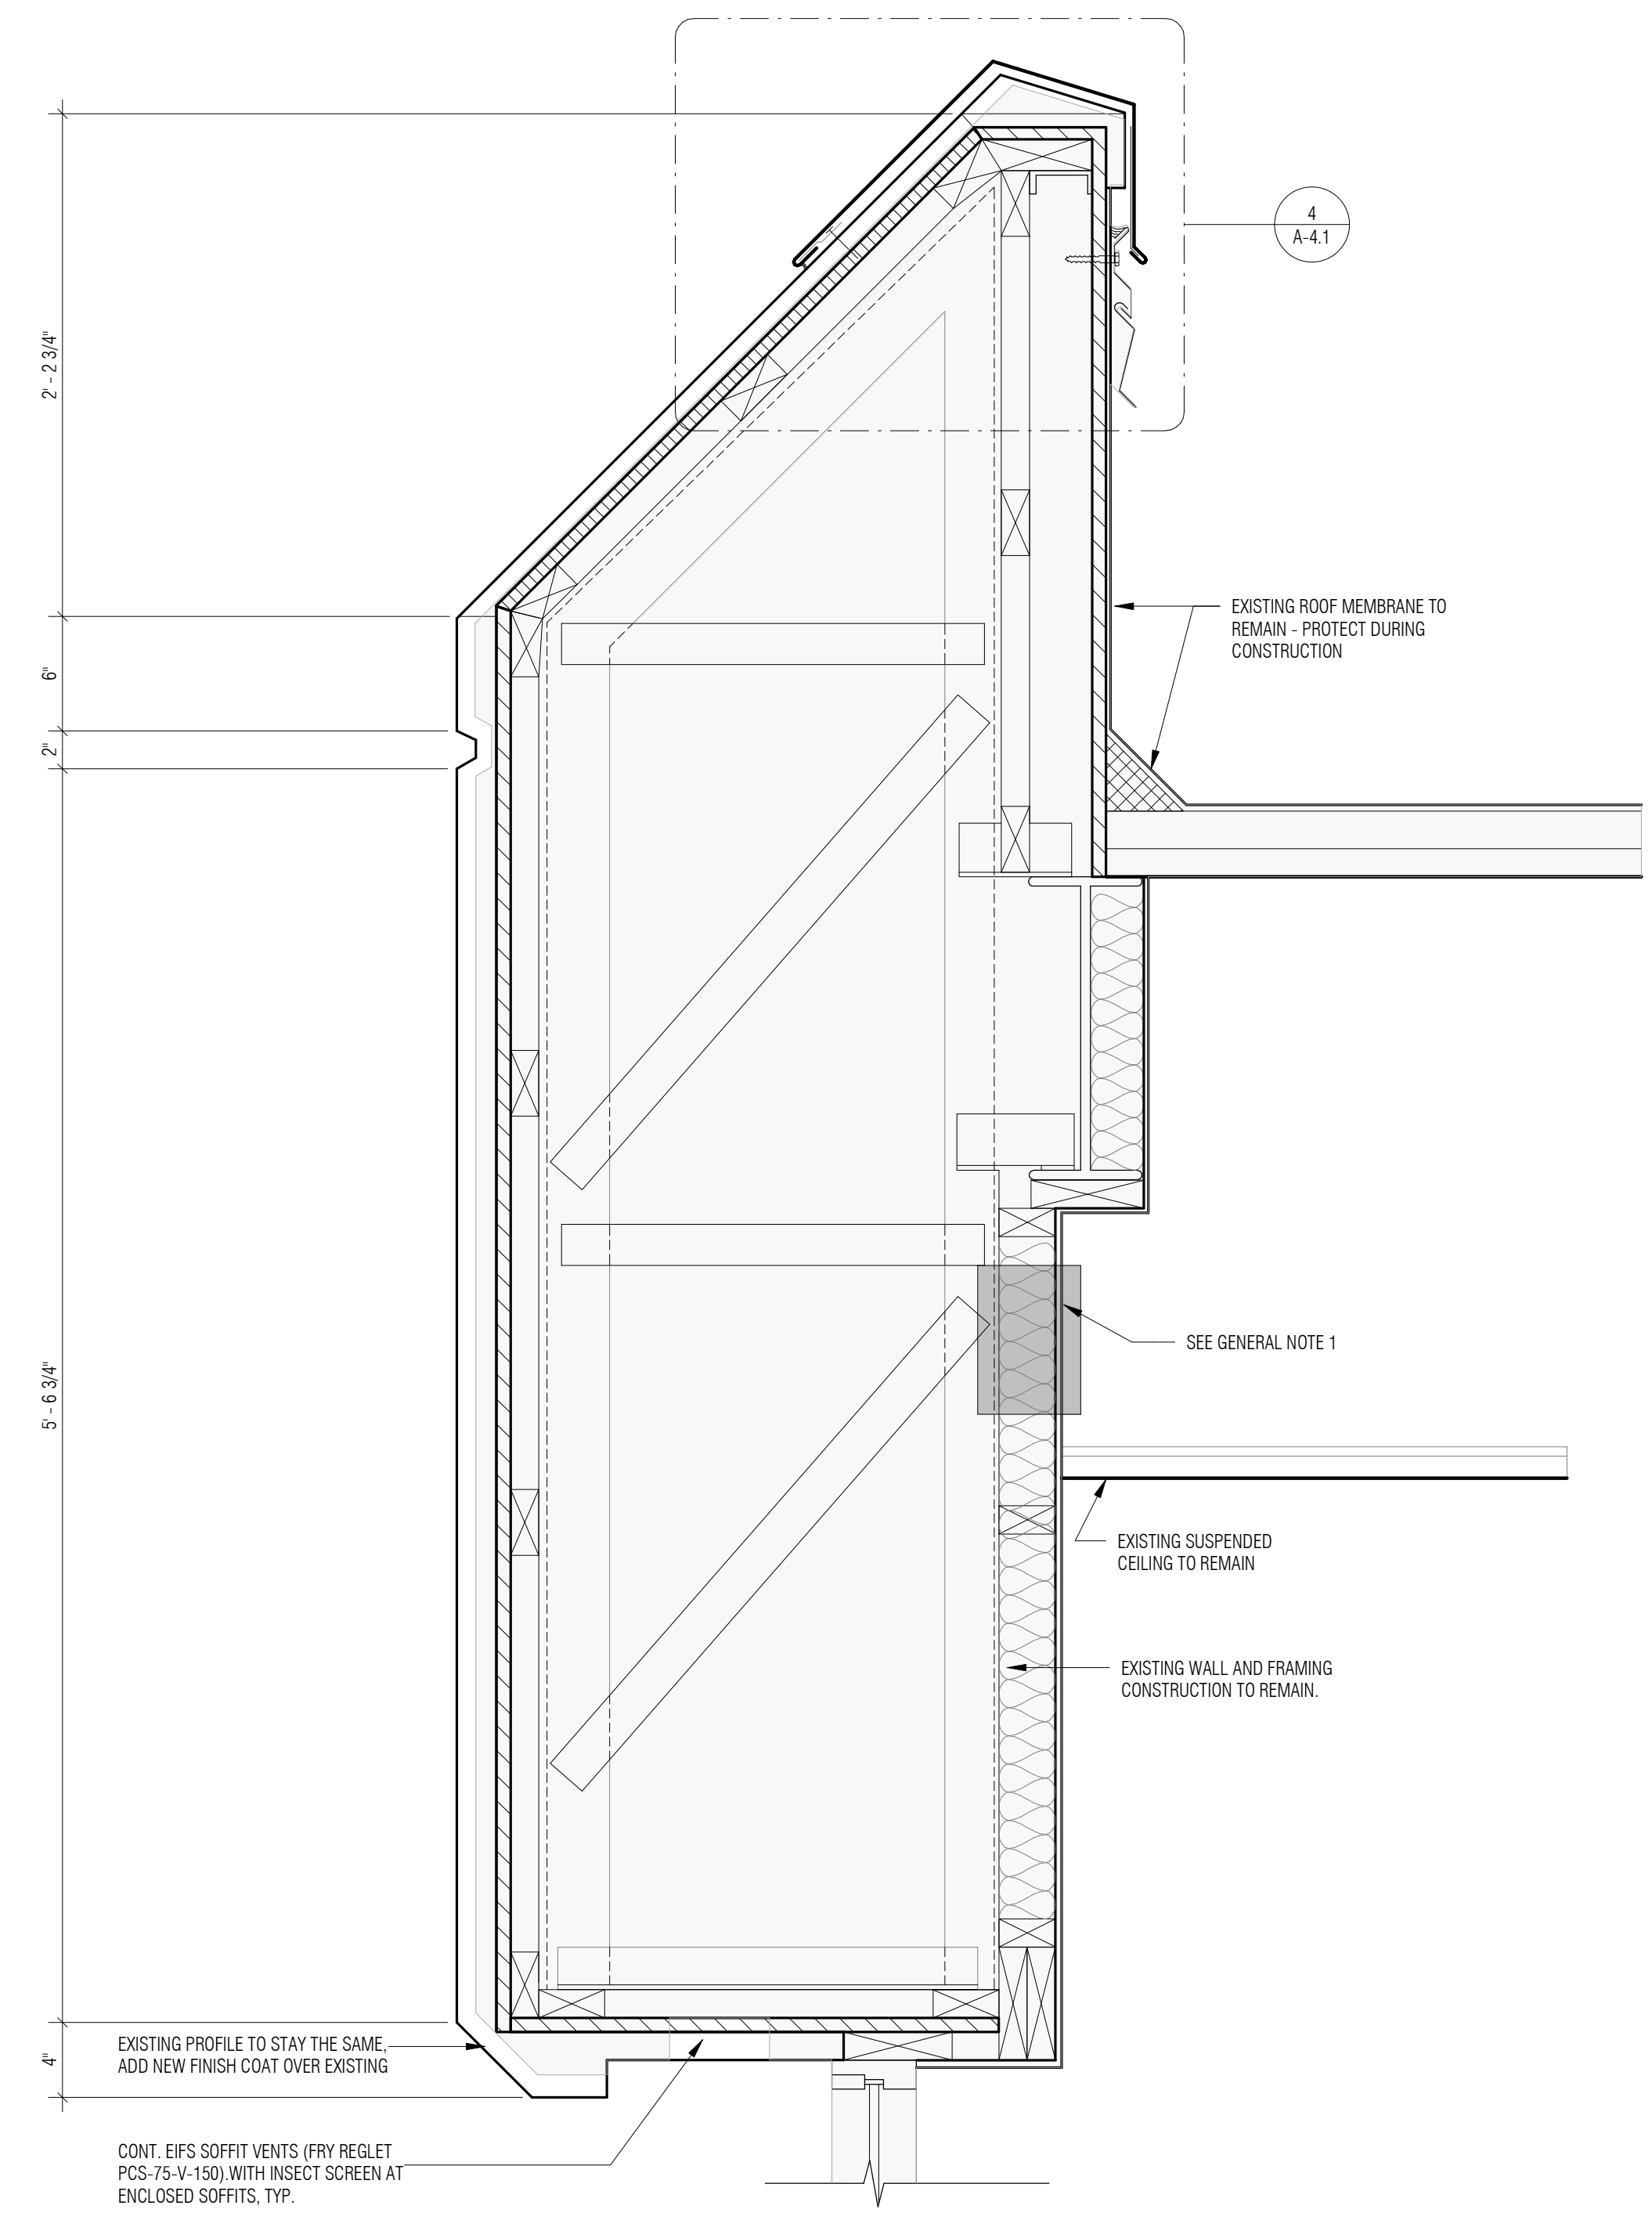 4
A-4.1
2' - 2 3/4"
6"
2"
5' - 6 3/4"
4"
EXISTING ROOF MEMBRANE TO
REMAIN - PROTECT DURING
CONSTRUCTION
SEE GENERAL NOTE 1
EXISTING SUSPENDED
CEILING TO REMAIN
EXISTING WALL AND FRAMING
CONSTRUCTION TO REMAIN.
EXISTING PROFILE TO STAY THE SAME,
ADD NEW FINISH COAT OVER EXISTING
CONT. EIFS SOFFIT VENTS (FRY REGLET
PCS-75-V-150).WITH INSECT SCREEN AT
ENCLOSED SOFFITS, TYP.